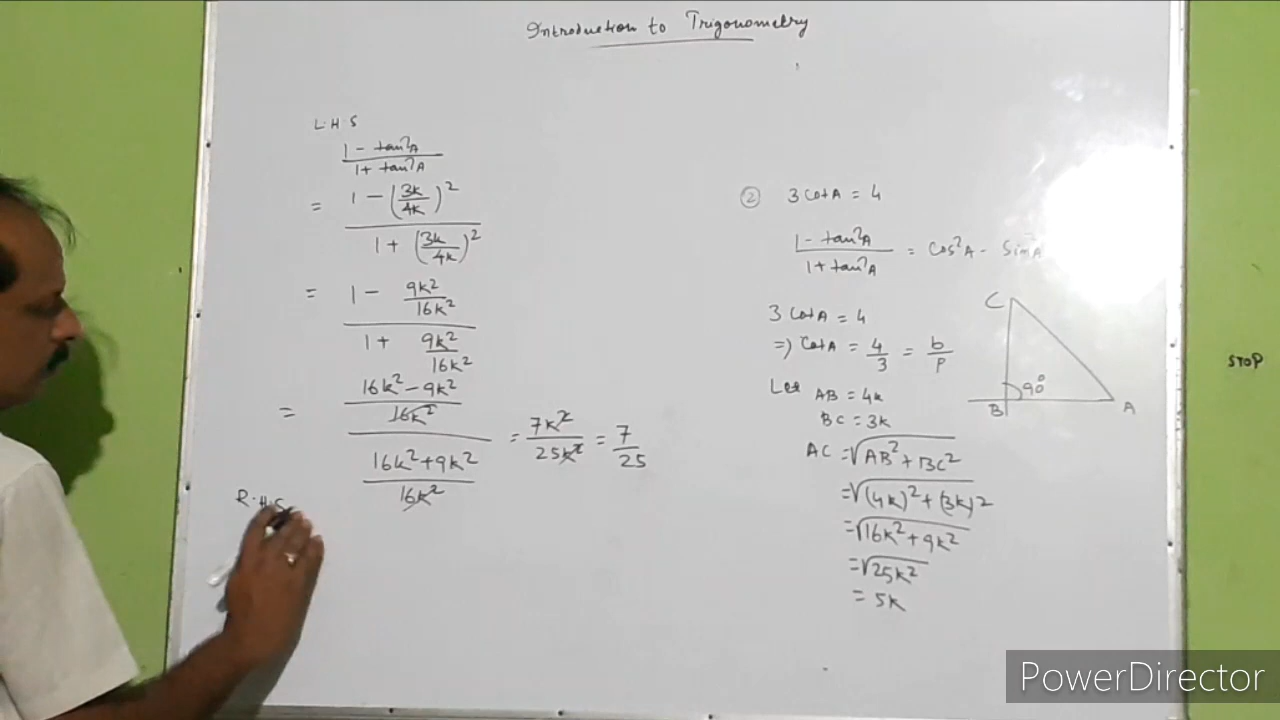 Introduction to Trigonometry
L.H.S
1 - tan²A / 1 + tan²A
= 1 - (3k/4k)² / 1 + (3k/4k)²
= 1 - 9k²/16k² / 1 + 9k²/16k²
= 16k² - 9k² / 16k² / 16k² + 9k² / 16k² = 7k²/25k² = 7/25
R.H.S
② 3 cot A = 4
1 - tan²A / 1 + tan²A = Cos²A - Sin²A
3 Cot A = 4
=> Cot A = 4/3 = b/p
Let AB = 4k
BC = 3k
AC = √AB² + BC²
= √(4k)² + (3k)²
= √16k² + 9k²
= √25k²
= 5k
C
B
90°
A
STOP
PowerDirector